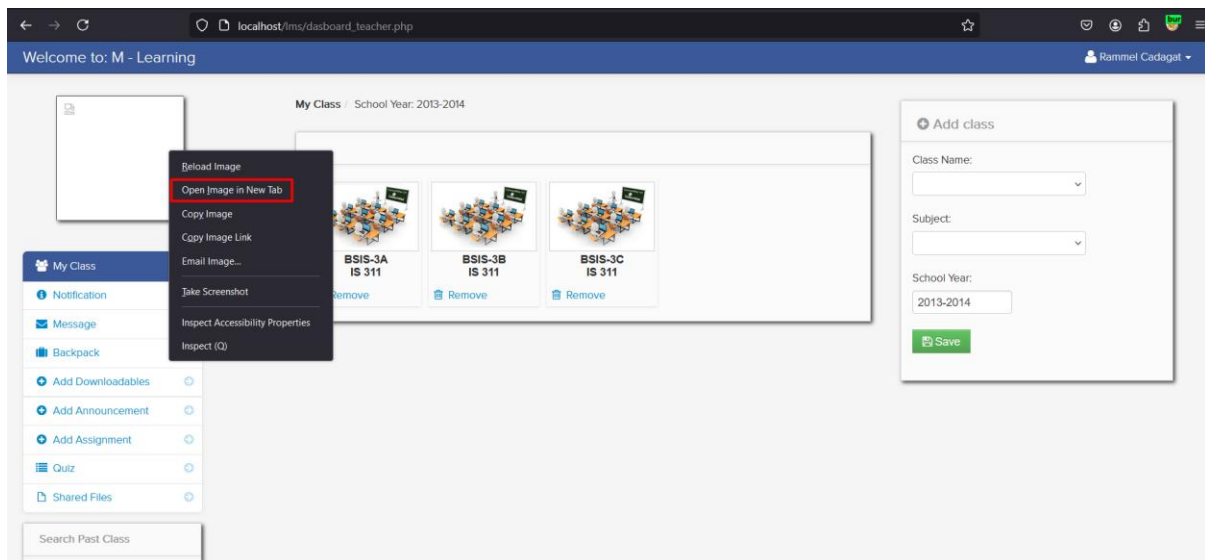 localhost/lms/dasboard_teacher.php
bur
Welcome to: M - Learning
Rammel Cadagat
My Class / School Year: 2013-2014
Reload Image
Open Image in New Tab
Copy Image
Copy Image Link
Email Image...
Take Screenshot
Inspect Accessibility Properties
Inspect (Q)
BSIS-3A
IS 311
Remove
BSIS-3B
IS 311
Remove
BSIS-3C
IS 311
Remove
My Class
Notification
Message
Backpack
Add Downloadables
Add Announcement
Add Assignment
Quiz
Shared Files
Search Past Class
Add class
Class Name:
Subject:
School Year:
2013-2014
Save